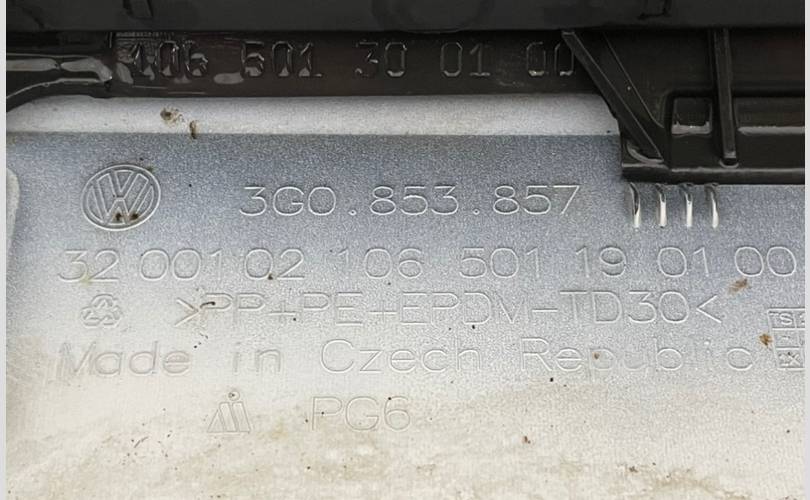 106 501 30 01 00
VW 3G0.853.857
32 001 02 106 501 19 01 00
>PP+PE+EPDM-TD30<
Made in Czech Republic
PG6